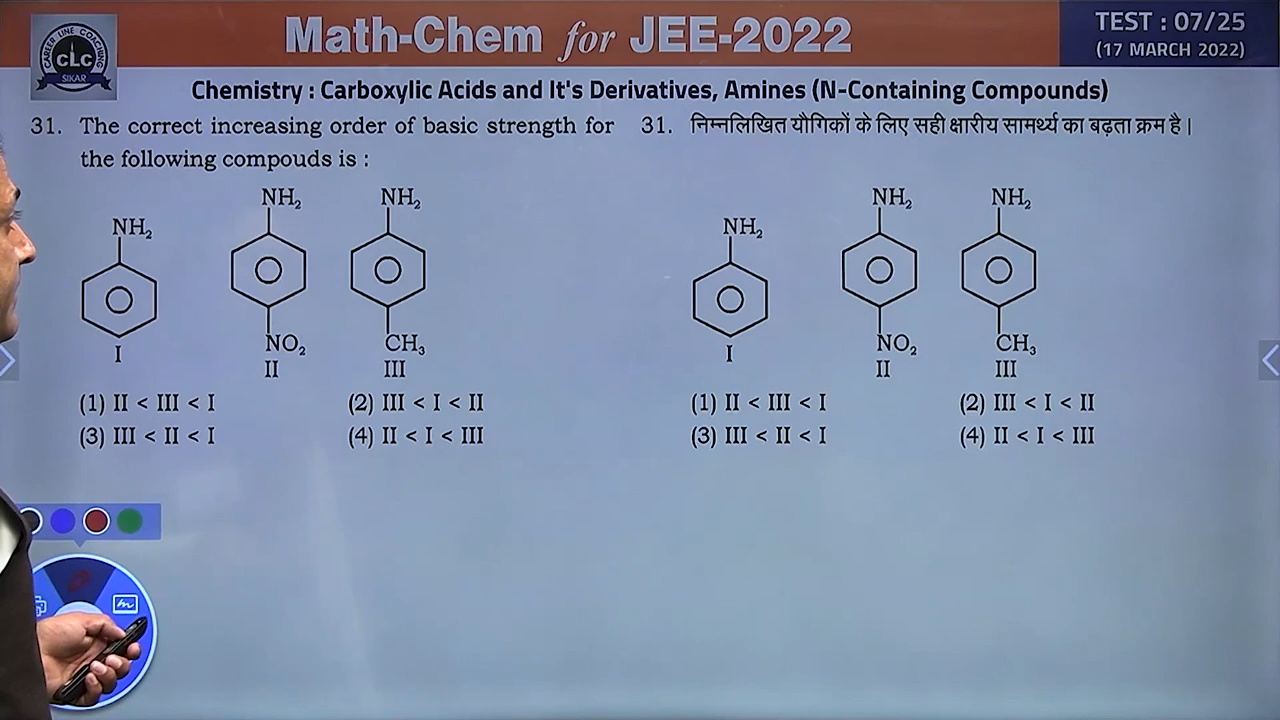 CAREER LINE COACHING
CLC
SIKAR
Math-Chem for JEE-2022
TEST : 07/25
(17 MARCH 2022)
Chemistry : Carboxylic Acids and It's Derivatives, Amines (N-Containing Compounds)
31. The correct increasing order of basic strength for
the following compouds is :
NH₂ NH₂ NH₂
I NO₂ CH₃
II III
(1) II < III < I (2) III < I < II
(3) III < II < I (4) II < I < III
31. निम्नलिखित यौगिकों के लिए सही क्षारीय सामर्थ्य का बढ़ता क्रम है।
NH₂ NH₂ NH₂
I NO₂ CH₃
II III
(1) II < III < I (2) III < I < II
(3) III < II < I (4) II < I < III